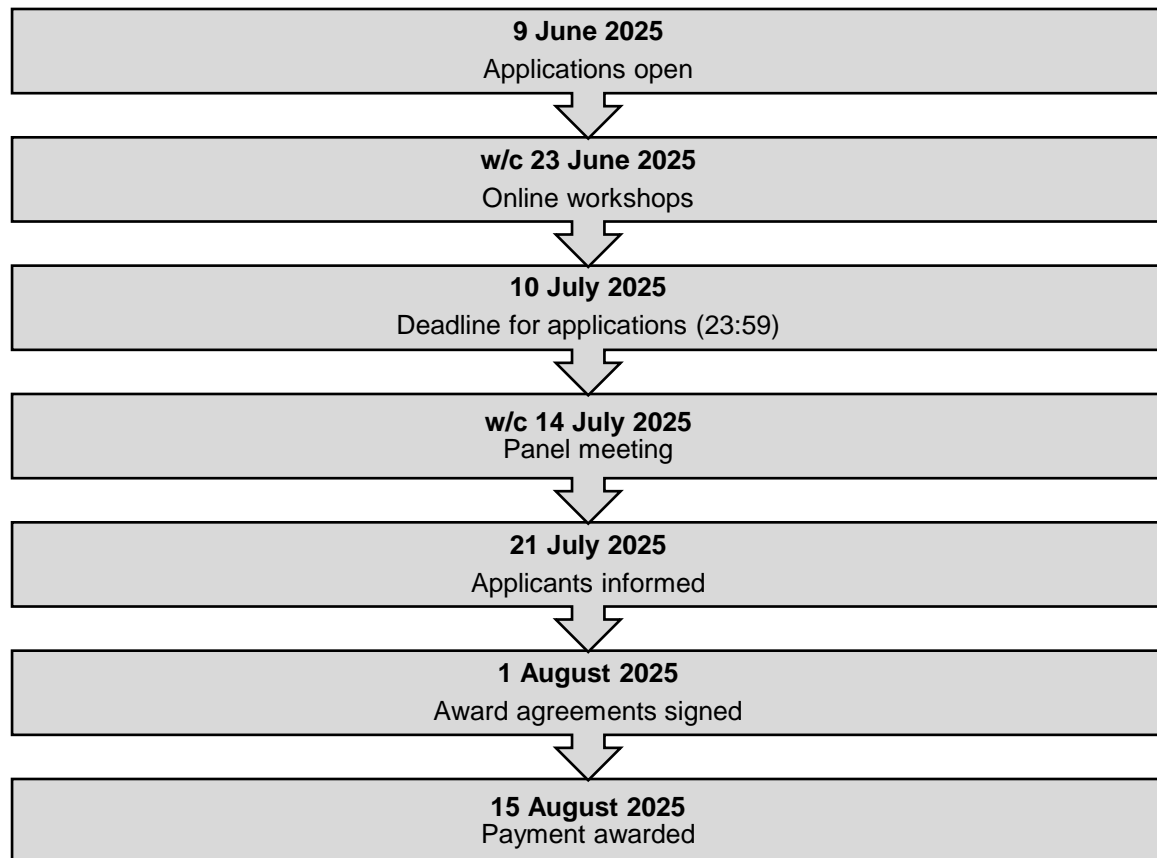 9 June 2025
Applications open
w/c 23 June 2025
Online workshops
10 July 2025
Deadline for applications (23:59)
w/c 14 July 2025
Panel meeting
21 July 2025
Applicants informed
1 August 2025
Award agreements signed
15 August 2025
Payment awarded